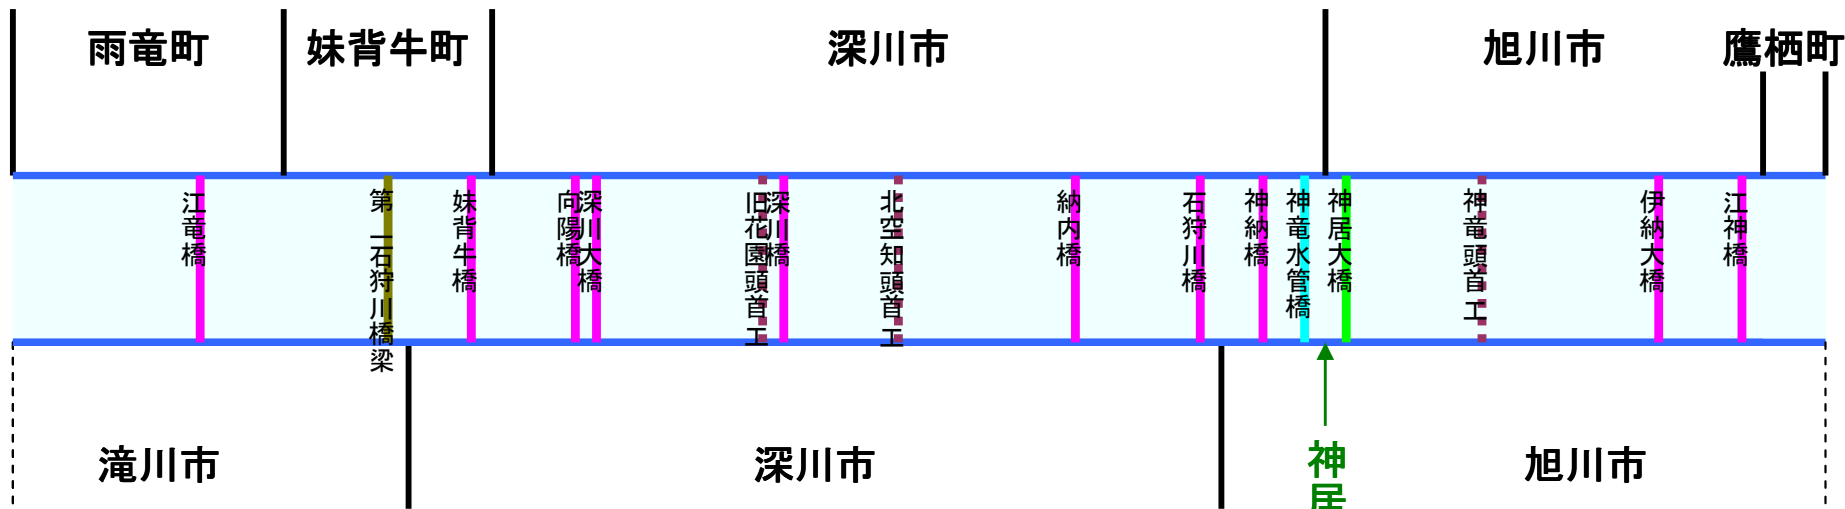 雨竜町
妹背牛町
深川市
旭川市
鷹栖町
江竜橋
第一石狩川橋梁
妹背牛橋
向陽橋
深川大橋
旧花園頭首工
深川橋
北空知頭首工
納内橋
石狩川橋
神納橋
神竜水管橋
神居大橋
神竜頭首工
伊納大橋
江神橋
滝川市
深川市
神居
旭川市